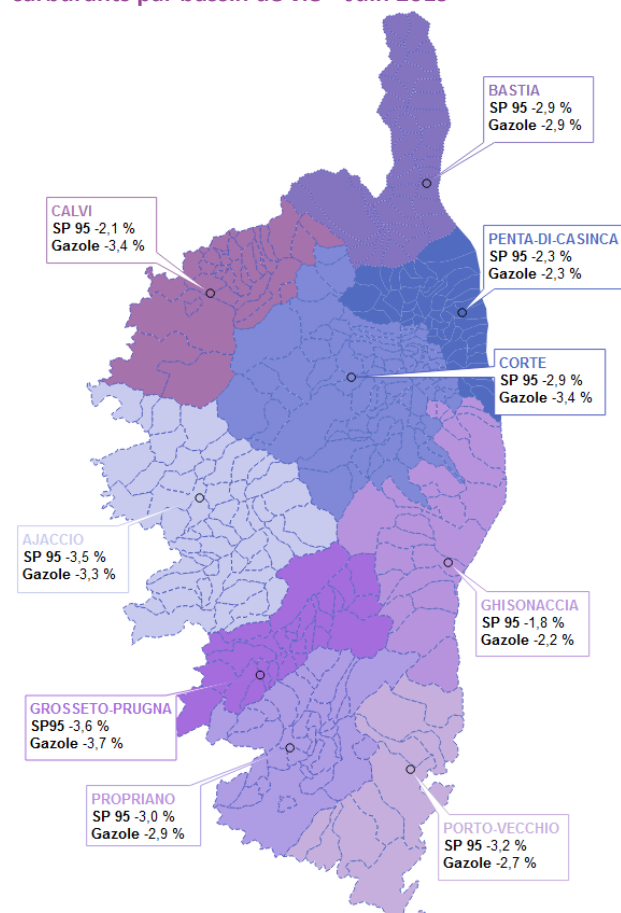 BASTIA
SP 95 -2,9 %
Gazole -2,9 %
CALVI
SP 95 -2,1 %
Gazole -3,4 %
PENTA-DI-CASINCA
SP 95 -2,3 %
Gazole -2,3 %
CORTE
SP 95 -2,9 %
Gazole -3,4 %
AJACCIO
SP 95 -3,5 %
Gazole -3,3 %
GHISONACCIA
SP 95 -1,8 %
Gazole -2,2 %
GROSSETO-PRUGNA
SP95 -3,6 %
Gazole -3,7 %
PROPRIANO
SP 95 -3,0 %
Gazole -2,9 %
PORTO-VECCHIO
SP 95 -3,2 %
Gazole -2,7 %